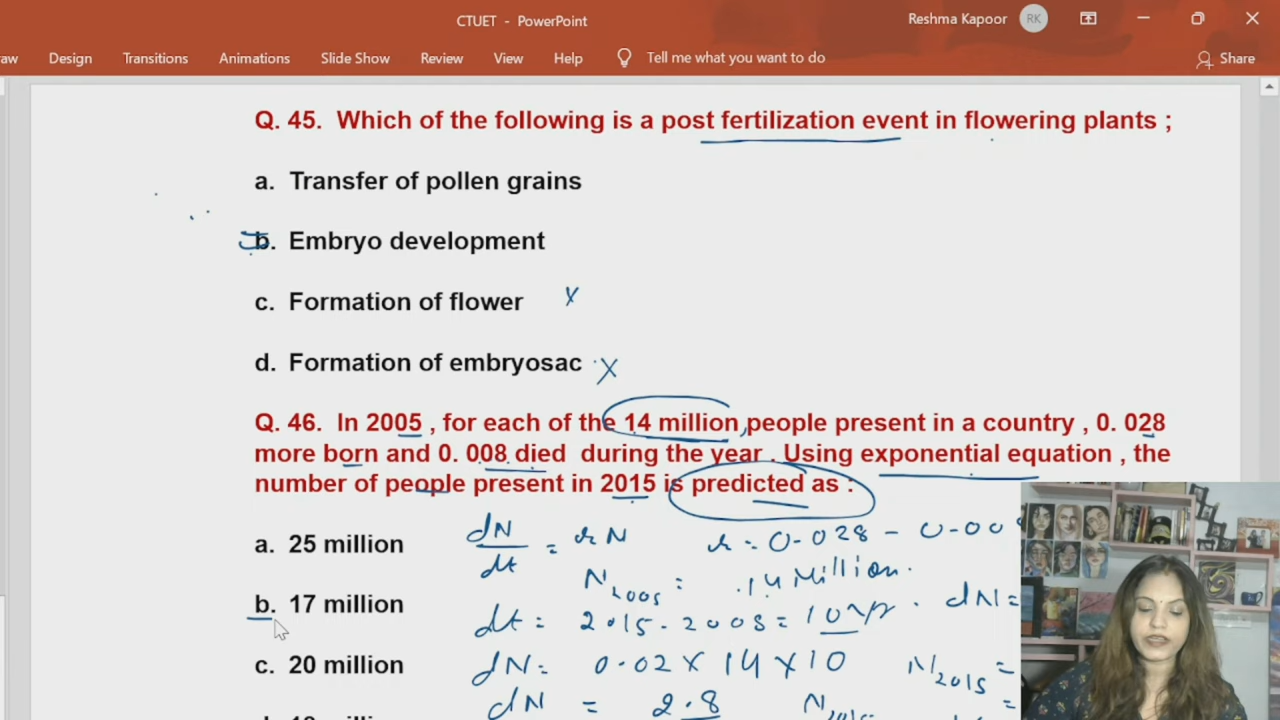 CTUET - PowerPoint
Reshma Kapoor RK
aw Design Transitions Animations Slide Show Review View Help Tell me what you want to do Share
Q. 45. Which of the following is a post fertilization event in flowering plants ;
a. Transfer of pollen grains
b. Embryo development
c. Formation of flower x
d. Formation of embryosac x
Q. 46. In 2005 , for each of the 14 million people present in a country , 0. 028
more born and 0. 008 died during the year . Using exponential equation , the
number of people present in 2015 is predicted as :
a. 25 million
dN/dt = rN r = 0.028 - 0.00
N2005 = 14 Million.
b. 17 million
dt = 2015 - 2005 = 10 yr. dN =
c. 20 million
dN = 0.02 x 14 x 10 N2015 =
dN = 2.8 N2015